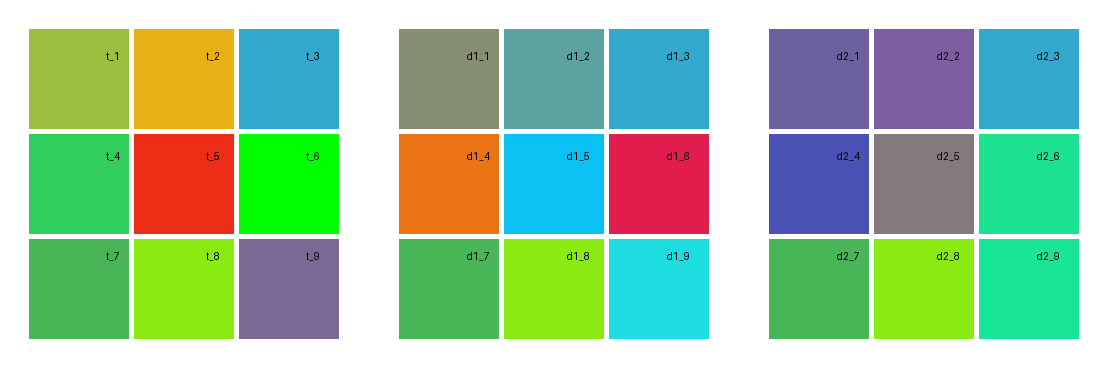 t_1 t_2 t_3 d1_1 d1_2 d1_3 d2_1 d2_2 d2_3
t_4 t_5 t_6 d1_4 d1_5 d1_6 d2_4 d2_5 d2_6
t_7 t_8 t_9 d1_7 d1_8 d1_9 d2_7 d2_8 d2_9